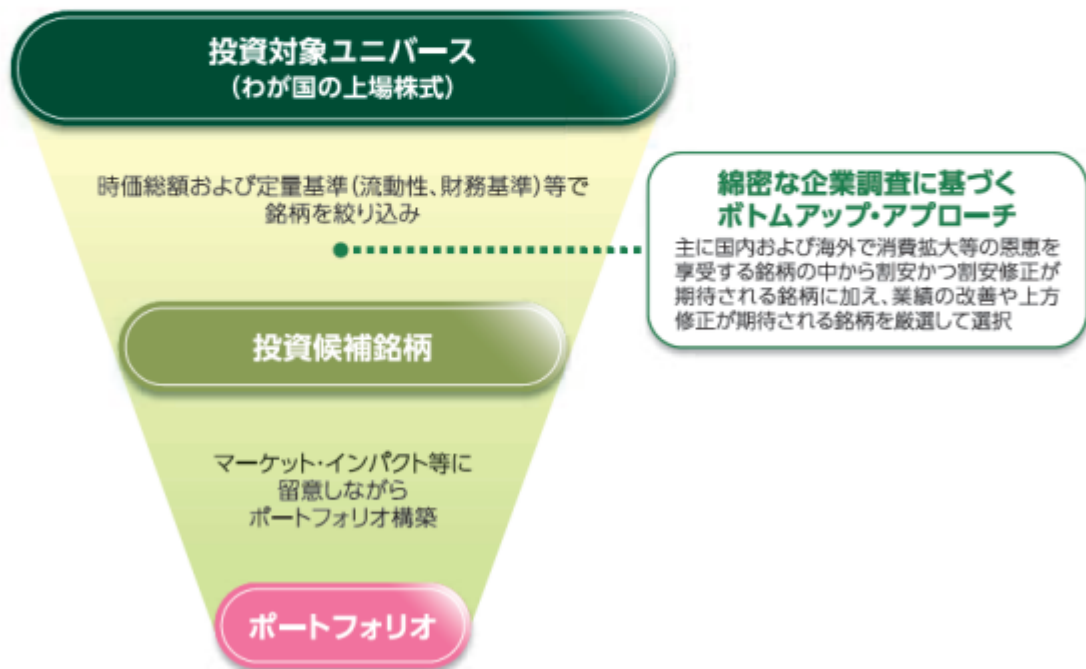 投資対象ユニバース
（わが国の上場株式）
時価総額および定量基準（流動性、財務基準）等で
銘柄を絞り込み
綿密な企業調査に基づく
ボトムアップ・アプローチ
主に国内および海外で消費拡大等の恩恵を
享受する銘柄の中から割安かつ割安修正が
期待される銘柄に加え、業績の改善や上方
修正が期待される銘柄を厳選して選択
投資候補銘柄
マーケット・インパクト等に
留意しながら
ポートフォリオ構築
ポートフォリオ